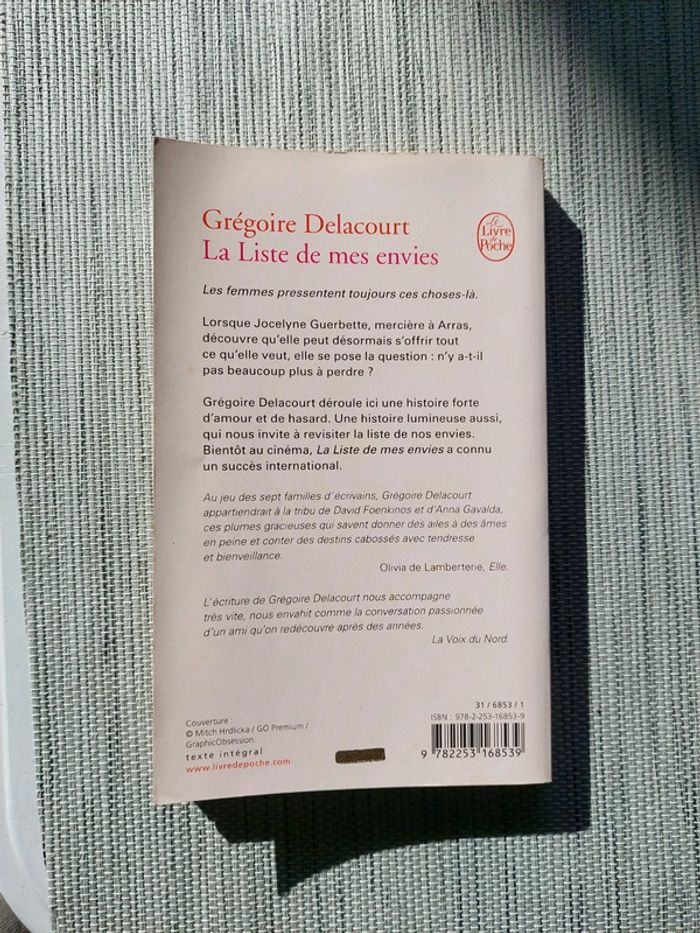 Grégoire Delacourt
La Liste de mes envies
Le
Livre
de
Poche
Les femmes pressentent toujours ces choses-là.
Lorsque Jocelyne Guerbette, mercière à Arras,
découvre qu'elle peut désormais s'offrir tout
ce qu'elle veut, elle se pose la question : n'y a-t-il
pas beaucoup plus à perdre ?
Grégoire Delacourt déroule ici une histoire forte
d'amour et de hasard. Une histoire lumineuse aussi,
qui nous invite à revisiter la liste de nos envies.
Bientôt au cinéma, La Liste de mes envies a connu
un succès international.
Au jeu des sept familles d'écrivains, Grégoire Delacourt
appartiendrait à la tribu de David Foenkinos et d'Anna Gavalda,
ces plumes gracieuses qui savent donner des ailes à des âmes
en peine et conter des destins cabossés avec tendresse
et bienveillance.
Olivia de Lamberterie, Elle.
L'écriture de Grégoire Delacourt nous accompagne
très vite, nous envahit comme la conversation passionnée
d'un ami qu'on redécouvre après des années.
La Voix du Nord.
Couverture :
© Mitch Hrdlicka / GO Premium /
GraphicObsession.
texte intégral
www.livredepoche.com
31 / 6853 / 1
ISBN : 978-2-253-16853-9
9 782253 168539